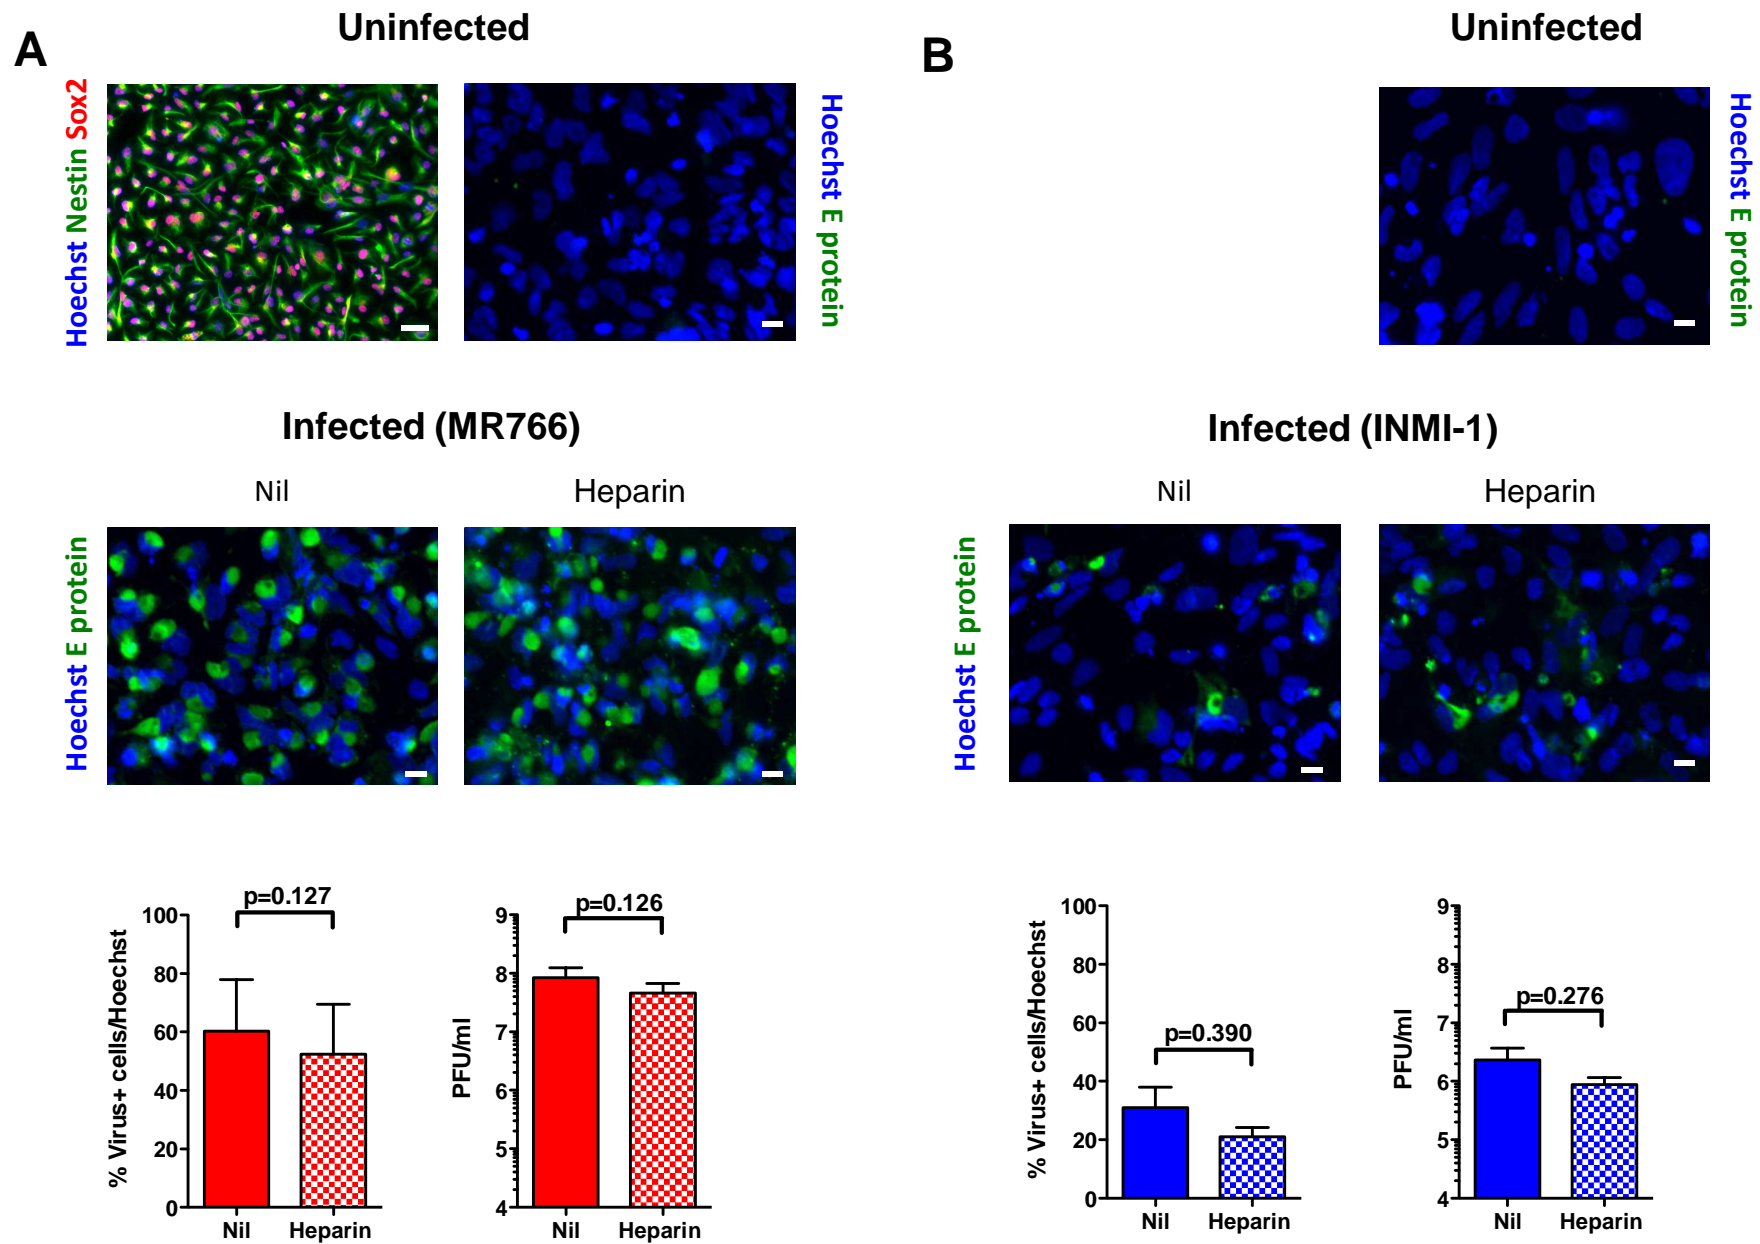 A
Uninfected
Hoechst Nestin Sox2
Hoechst E protein
Infected (MR766)
Nil
Heparin
Hoechst E protein
% Virus+ cells/Hoechst
100
80
60
40
20
0
p=0.127
Nil
Heparin
PFU/ml
9
8
7
6
5
4
p=0.126
Nil
Heparin
B
Uninfected
Hoechst E protein
Infected (INMI-1)
Nil
Heparin
Hoechst E protein
% Virus+ cells/Hoechst
100
80
60
40
20
0
p=0.390
Nil
Heparin
PFU/ml
9
8
7
6
5
4
p=0.276
Nil
Heparin